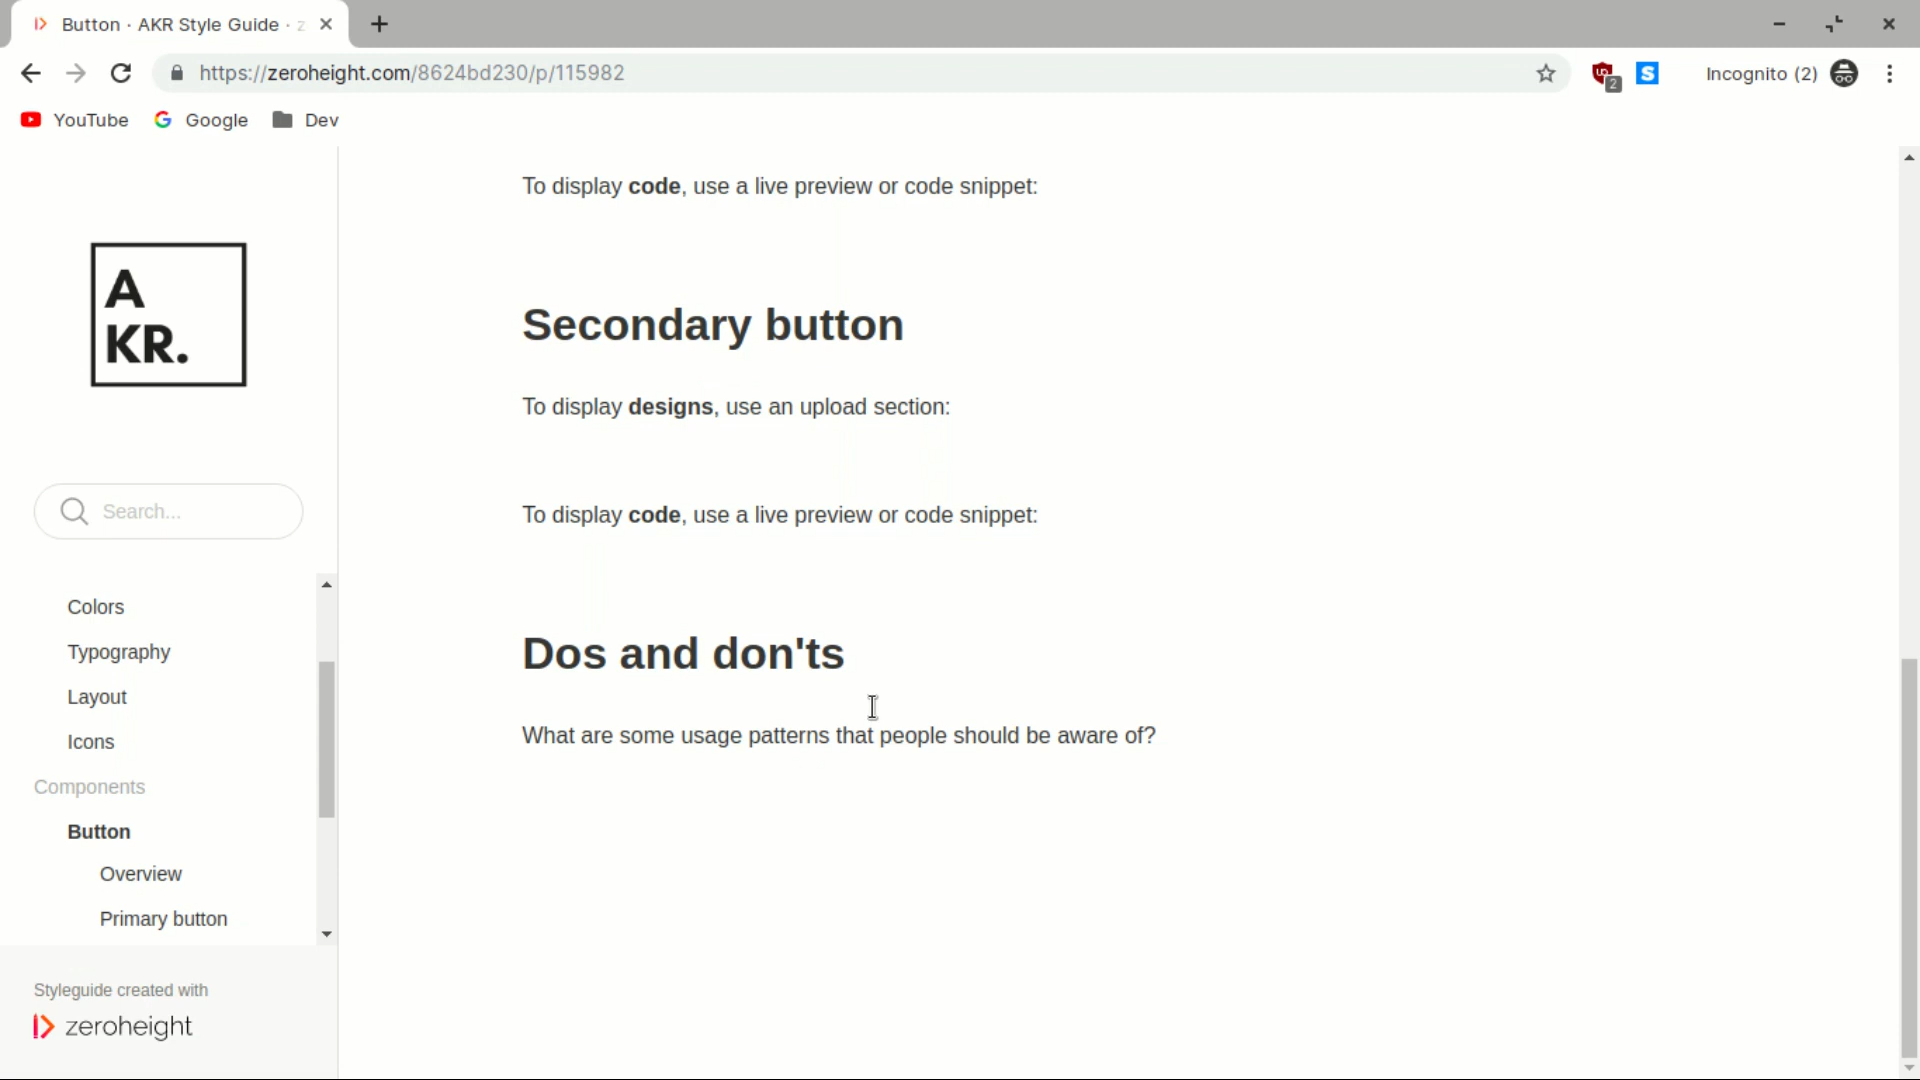 Button · AKR Style Guide ·
https://zeroheight.com/8624bd230/p/115982
2
S
Incognito (2)
YouTube
Google
Dev
A
KR.
Search...
Colors
Typography
Layout
Icons
Components
Button
Overview
Primary button
Styleguide created with
zeroheight
To display code, use a live preview or code snippet:
Secondary button
To display designs, use an upload section:
To display code, use a live preview or code snippet:
Dos and don'ts
What are some usage patterns that people should be aware of?